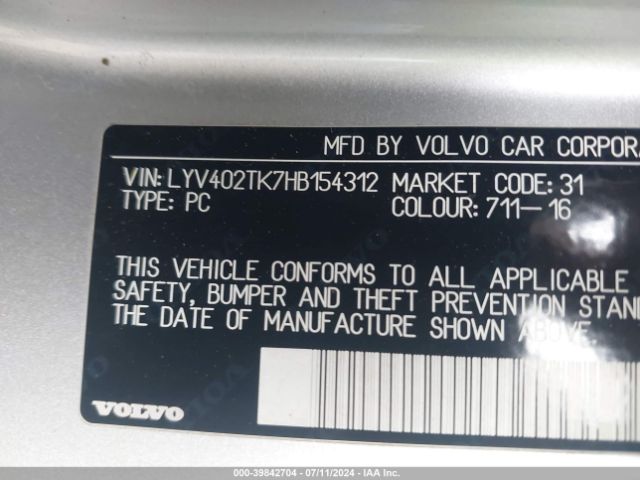 MFD BY VOLVO CAR CORPORA
VIN: LYV402TK7HB154312 MARKET CODE: 31
TYPE: PC COLOUR: 711-16
THIS VEHICLE CONFORMS TO ALL APPLICABLE
SAFETY, BUMPER AND THEFT PREVENTION STAN
THE DATE OF MANUFACTURE SHOWN ABOVE.
VOLVO
000-39842704 - 07/11/2024 - IAA Inc.